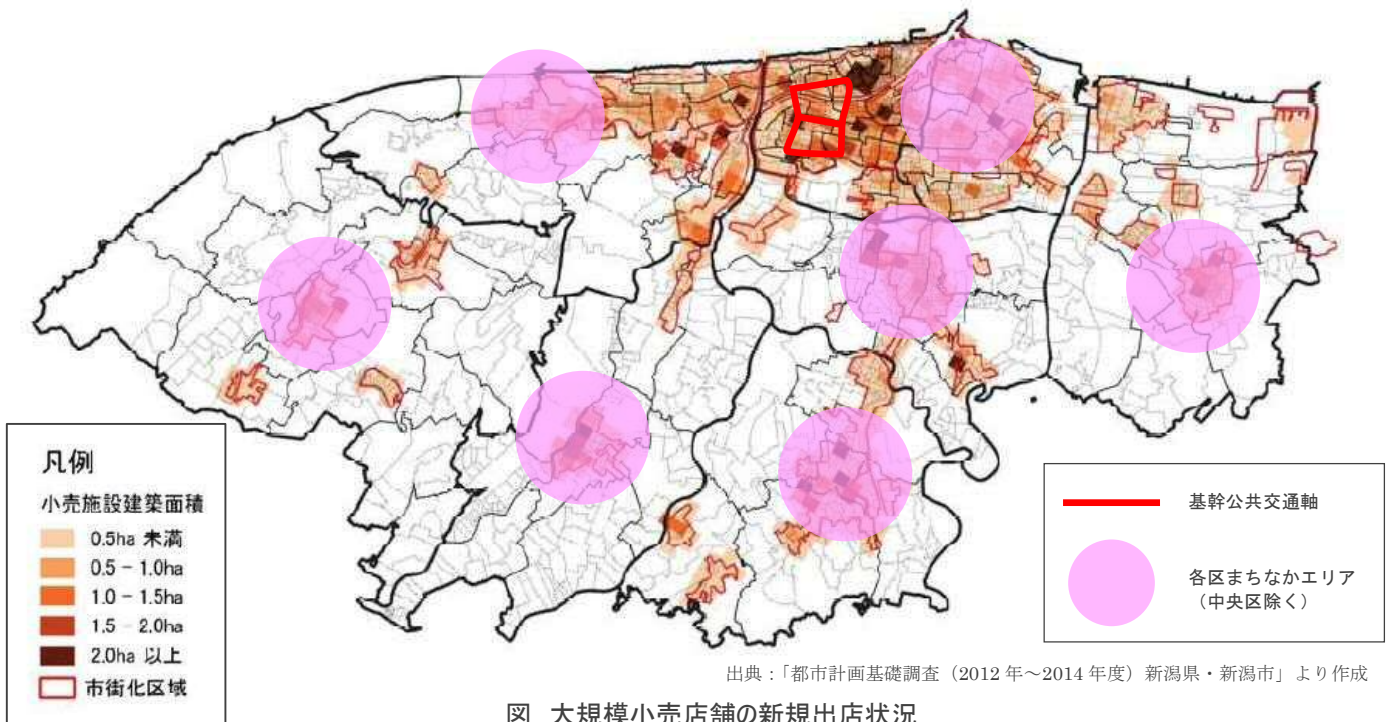 凡例
小売施設建築面積
0.5ha 未満
0.5 - 1.0ha
1.0 - 1.5ha
1.5 - 2.0ha
2.0ha 以上
市街化区域
基幹公共交通軸
各区まちなかエリア
（中央区除く）
出典：「都市計画基礎調査（2012 年～2014 年度）新潟県・新潟市」より作成
図 大規模小売店舗の新規出店状況